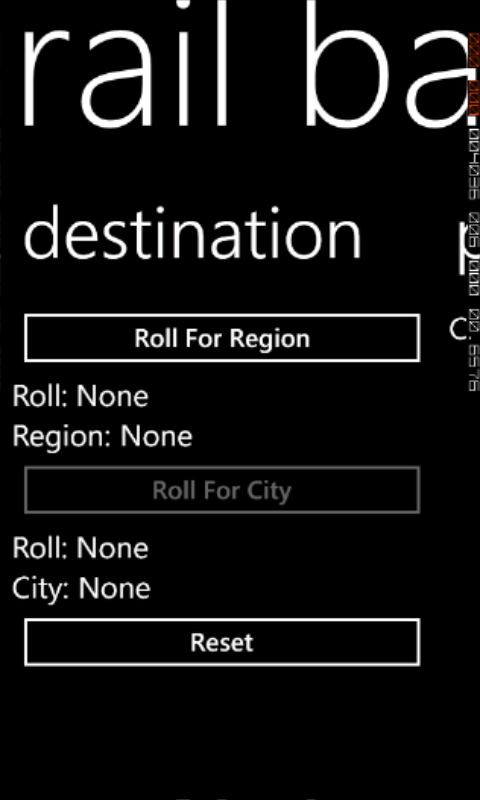 rail ba
destination p
Roll For Region
c
Roll: None
Region: None
Roll For City
Roll: None
City: None
Reset